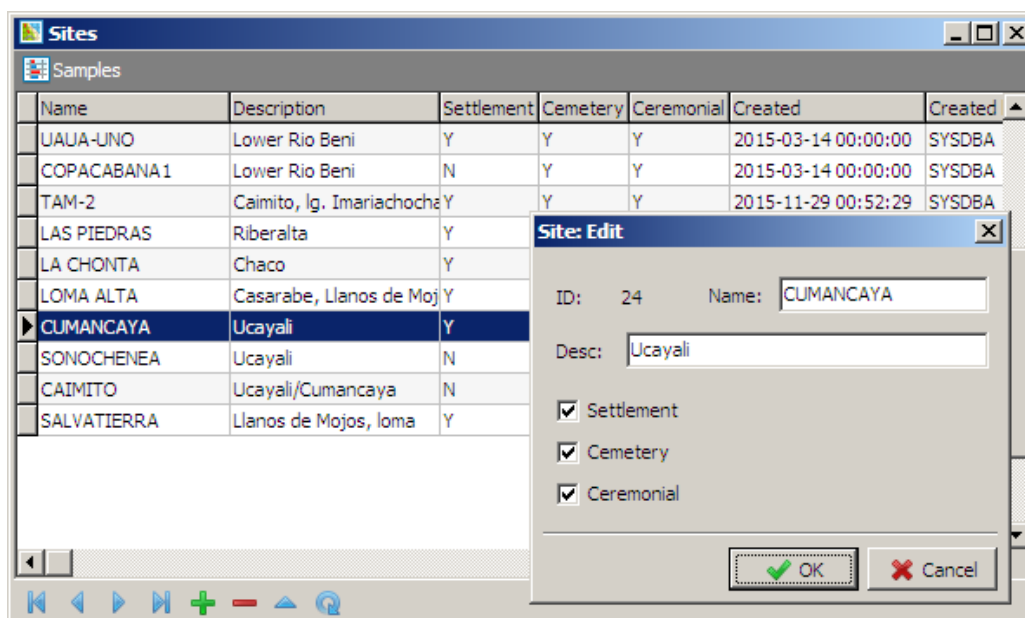 Sites
Samples
Name Description Settlement Cemetery Ceremonial Created Created
UAUA-UNO Lower Rio Beni Y Y Y 2015-03-14 00:00:00 SYSDBA
COPACABANA1 Lower Rio Beni N Y Y 2015-03-14 00:00:00 SYSDBA
TAM-2 Caimito, lg. Imariachocha Y Y Y 2015-11-29 00:52:29 SYSDBA
LAS PIEDRAS Riberalta Y
LA CHONTA Chaco Y
LOMA ALTA Casarabe, Llanos de Moj Y
CUMANCAYA Ucayali Y
SONOCHENEA Ucayali N
CAIMITO Ucayali/Cumancaya N
SALVATIERRA Llanos de Mojos, loma Y
Site: Edit
ID: 24 Name: CUMANCAYA
Desc: Ucayali
Settlement
Cemetery
Ceremonial
OK Cancel